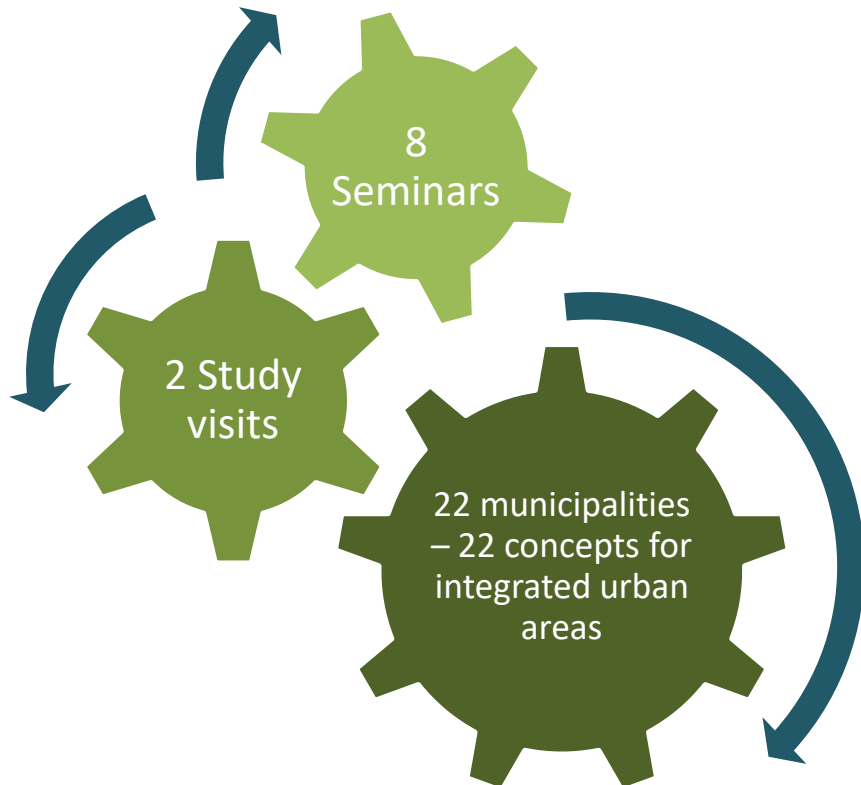 8
Seminars
2 Study
visits
22 municipalities
– 22 concepts for
integrated urban
areas